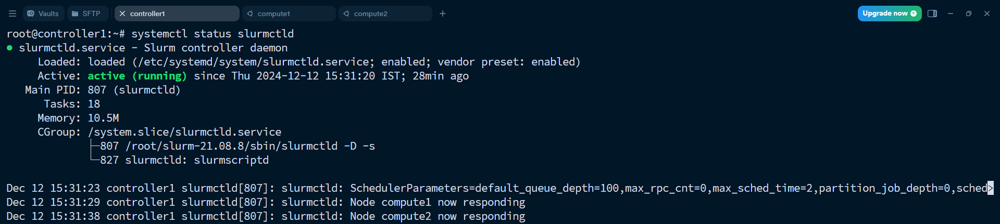 Vaults SFTP controller1 compute1 compute2 Upgrade now
root@controller1:~# systemctl status slurmctld
● slurmctld.service - Slurm controller daemon
Loaded: loaded (/etc/systemd/system/slurmctld.service; enabled; vendor preset: enabled)
Active: active (running) since Thu 2024-12-12 15:31:20 IST; 28min ago
Main PID: 807 (slurmctld)
Tasks: 18
Memory: 10.5M
CGroup: /system.slice/slurmctld.service
├─807 /root/slurm-21.08.8/sbin/slurmctld -D -s
└─827 slurmctld: slurmscriptd
Dec 12 15:31:23 controller1 slurmctld[807]: slurmctld: SchedulerParameters=default_queue_depth=100,max_rpc_cnt=0,max_sched_time=2,partition_job_depth=0,sched>
Dec 12 15:31:29 controller1 slurmctld[807]: slurmctld: Node compute1 now responding
Dec 12 15:31:38 controller1 slurmctld[807]: slurmctld: Node compute2 now responding